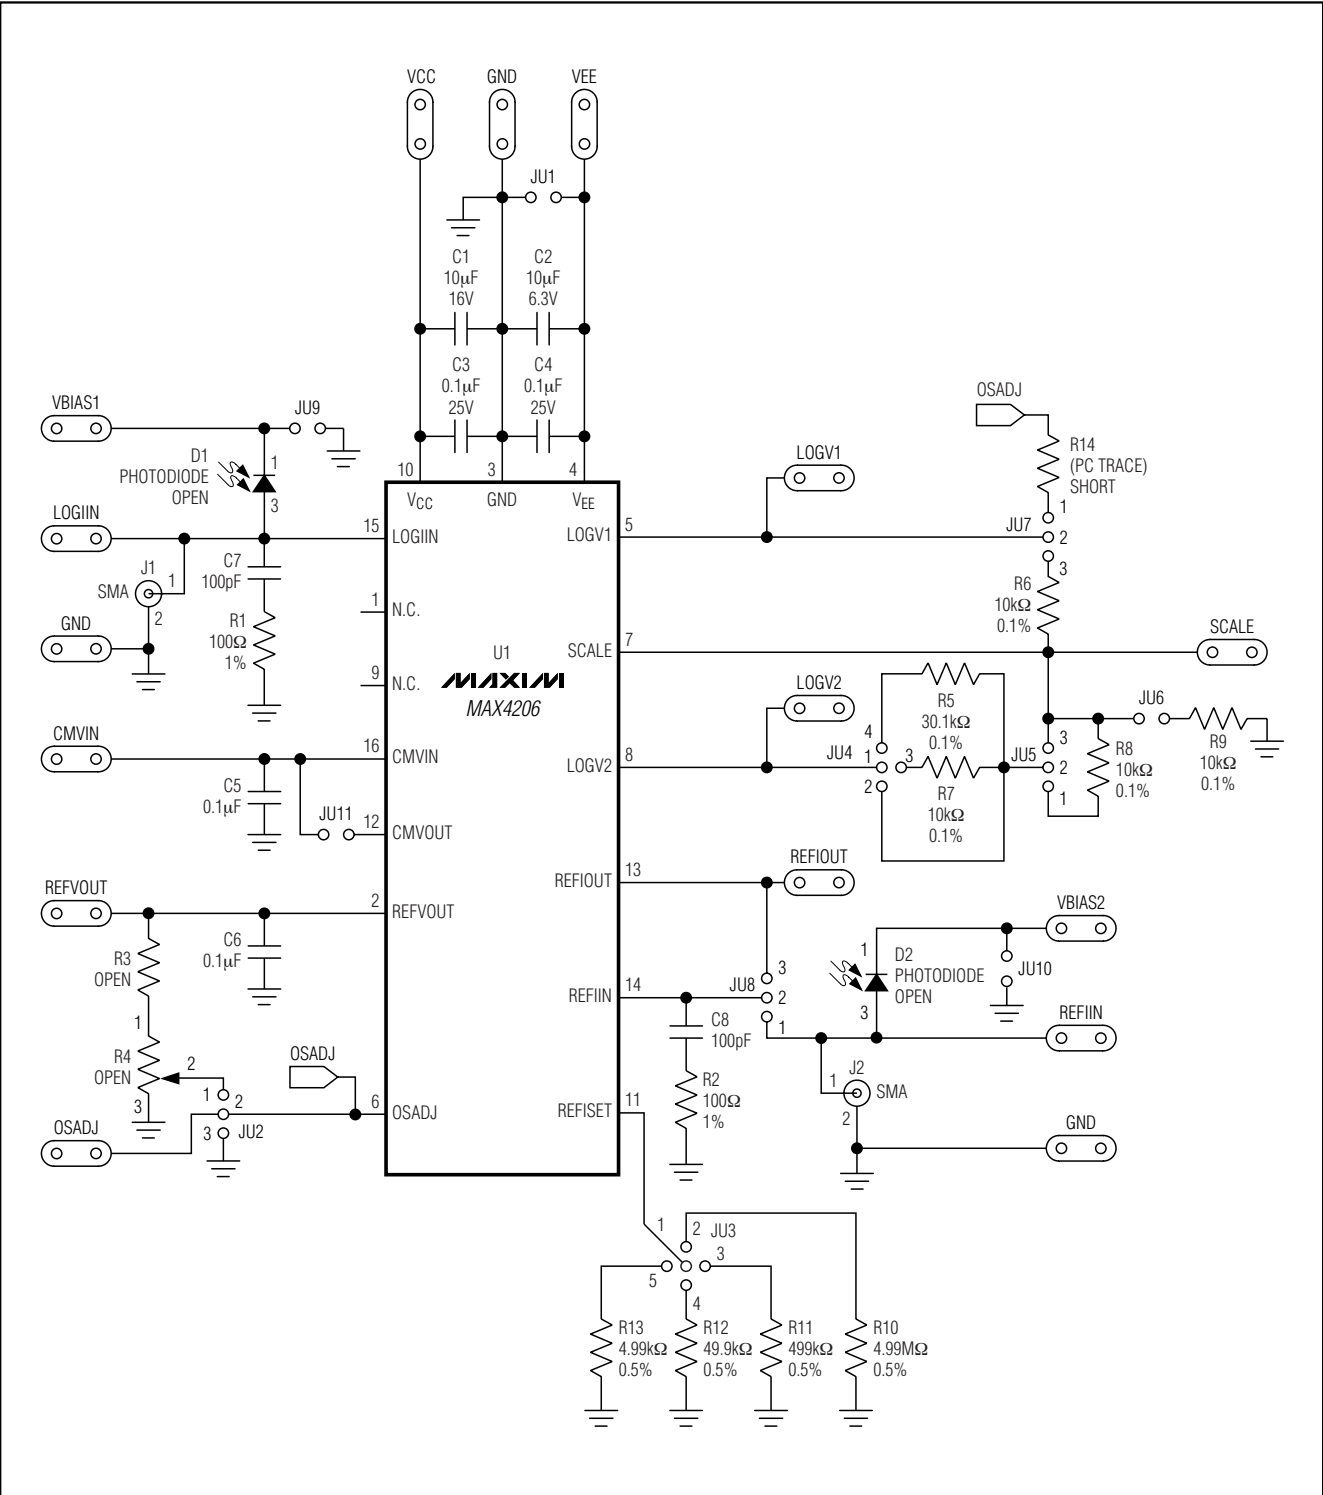 VCC
GND
VEE
JU1
C1
10µF
16V
C2
10µF
6.3V
C3
0.1µF
25V
C4
0.1µF
25V
VBIAS1
JU9
D1
PHOTODIODE
OPEN
1
3
LOGIIN
J1
SMA
1
2
GND
C7
100pF
R1
100Ω
1%
CMVIN
C5
0.1µF
JU11
REFVOUT
R3
OPEN
C6
0.1µF
1
R4
OPEN
2
3
OSADJ
1
2
3
JU2
OSADJ
10
3
4
VCC
GND
VEE
15
LOGIIN
1
N.C.
9
N.C.
16
CMVIN
12
CMVOUT
2
REFVOUT
6
OSADJ
U1
MAXIM
MAX4206
LOGV1
5
SCALE
7
LOGV2
8
REFIOUT
13
REFIIN
14
REFISET
11
LOGV1
OSADJ
R14
(PC TRACE)
SHORT
1
JU7
2
3
R6
10kΩ
0.1%
SCALE
LOGV2
R5
30.1kΩ
0.1%
4
JU4
1
3
2
R7
10kΩ
0.1%
JU5
3
2
1
R8
10kΩ
0.1%
JU6
R9
10kΩ
0.1%
REFIOUT
3
JU8
2
1
C8
100pF
R2
100Ω
1%
VBIAS2
1
D2
PHOTODIODE
OPEN
3
JU10
REFIIN
J2
1
SMA
2
GND
1
2
JU3
3
5
4
R13
4.99kΩ
0.5%
R12
49.9kΩ
0.5%
R11
499kΩ
0.5%
R10
4.99MΩ
0.5%